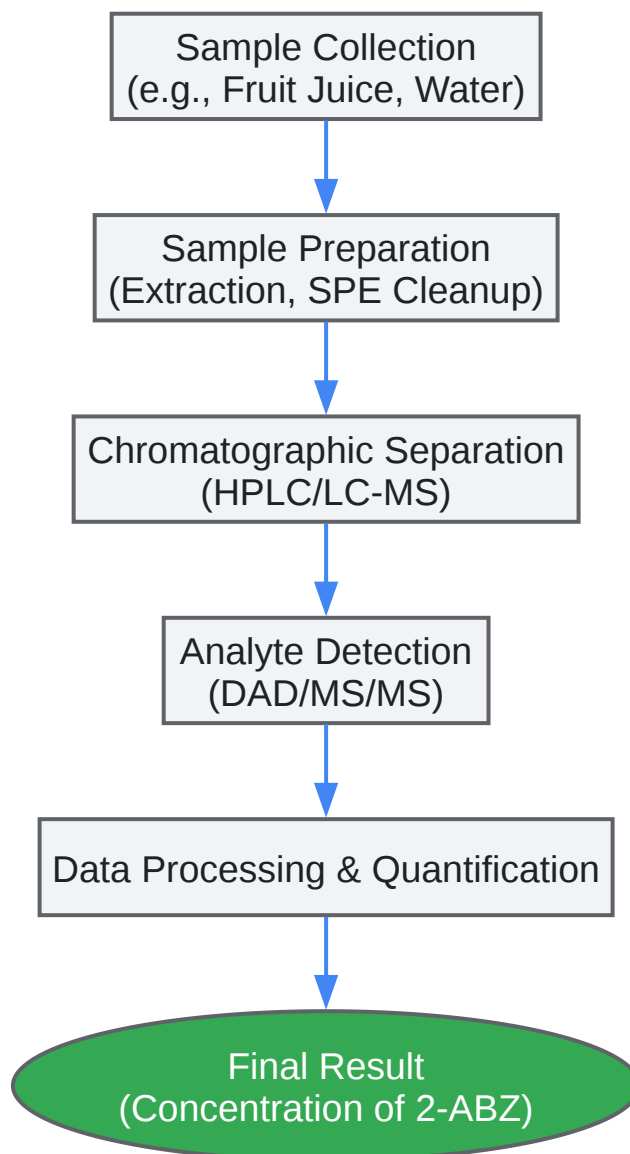 Sample Collection
(e.g., Fruit Juice, Water)
Sample Preparation
(Extraction, SPE Cleanup)
Chromatographic Separation
(HPLC/LC-MS)
Analyte Detection
(DAD/MS/MS)
Data Processing & Quantification
Final Result
(Concentration of 2-ABZ)